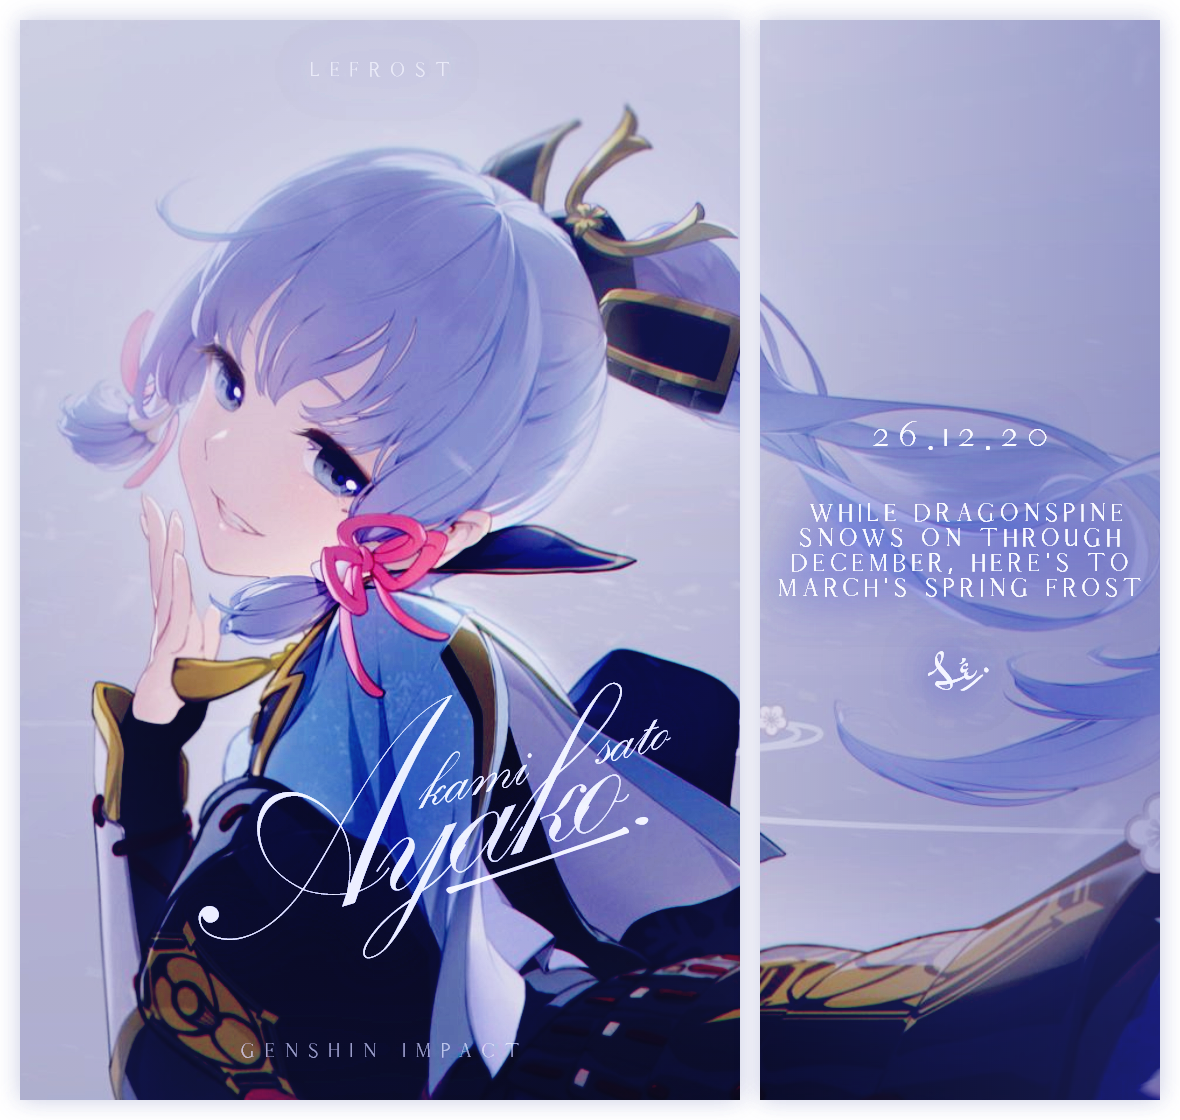 LEFROST
kami sato
Ayako.
GENSHIN IMPACT
26.12.20
WHILE DRAGONSPINE
SNOWS ON THROUGH
DECEMBER, HERE'S TO
MARCH'S SPRING FROST
Lé.